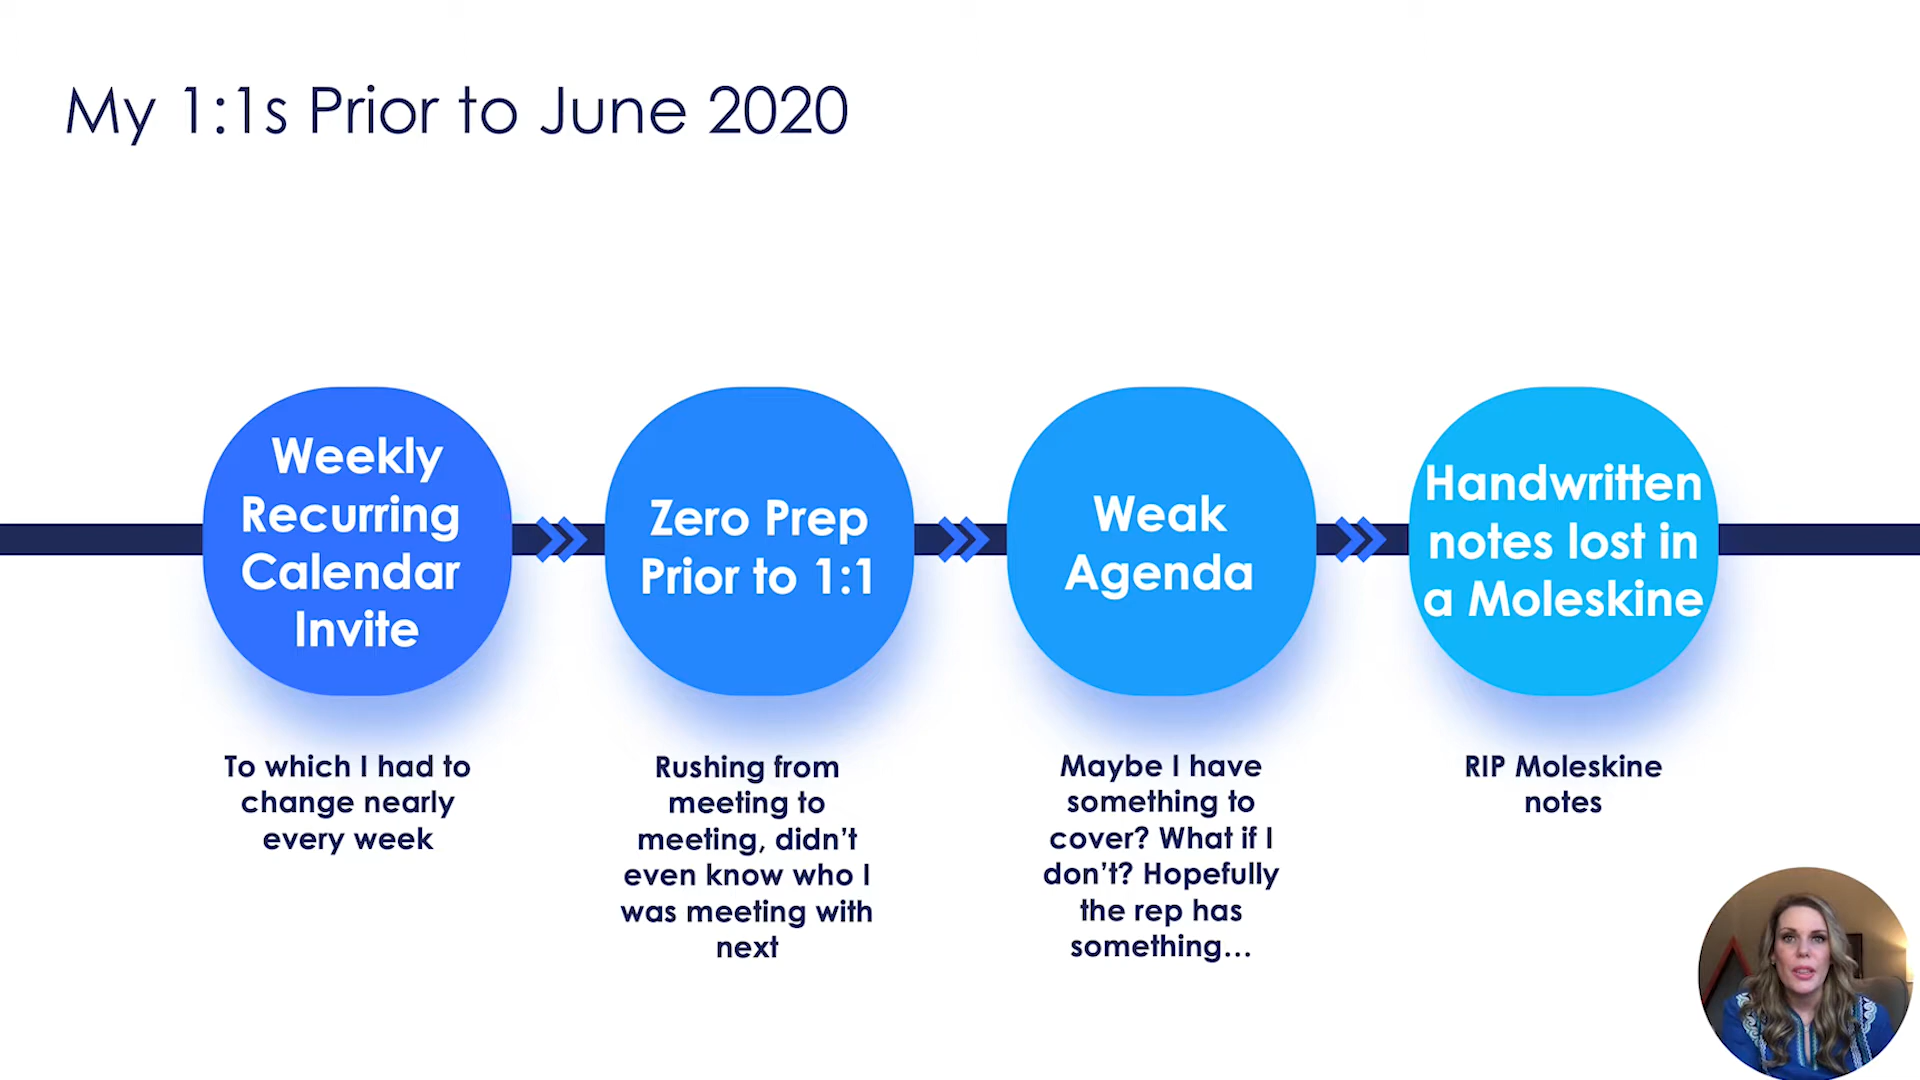 My 1:1s Prior to June 2020
Weekly
Recurring
Calendar
Invite
To which I had to
change nearly
every week
Zero Prep
Prior to 1:1
Rushing from
meeting to
meeting, didn’t
even know who I
was meeting with
next
Weak
Agenda
Maybe I have
something to
cover? What if I
don’t? Hopefully
the rep has
something…
Handwritten
notes lost in
a Moleskine
RIP Moleskine
notes